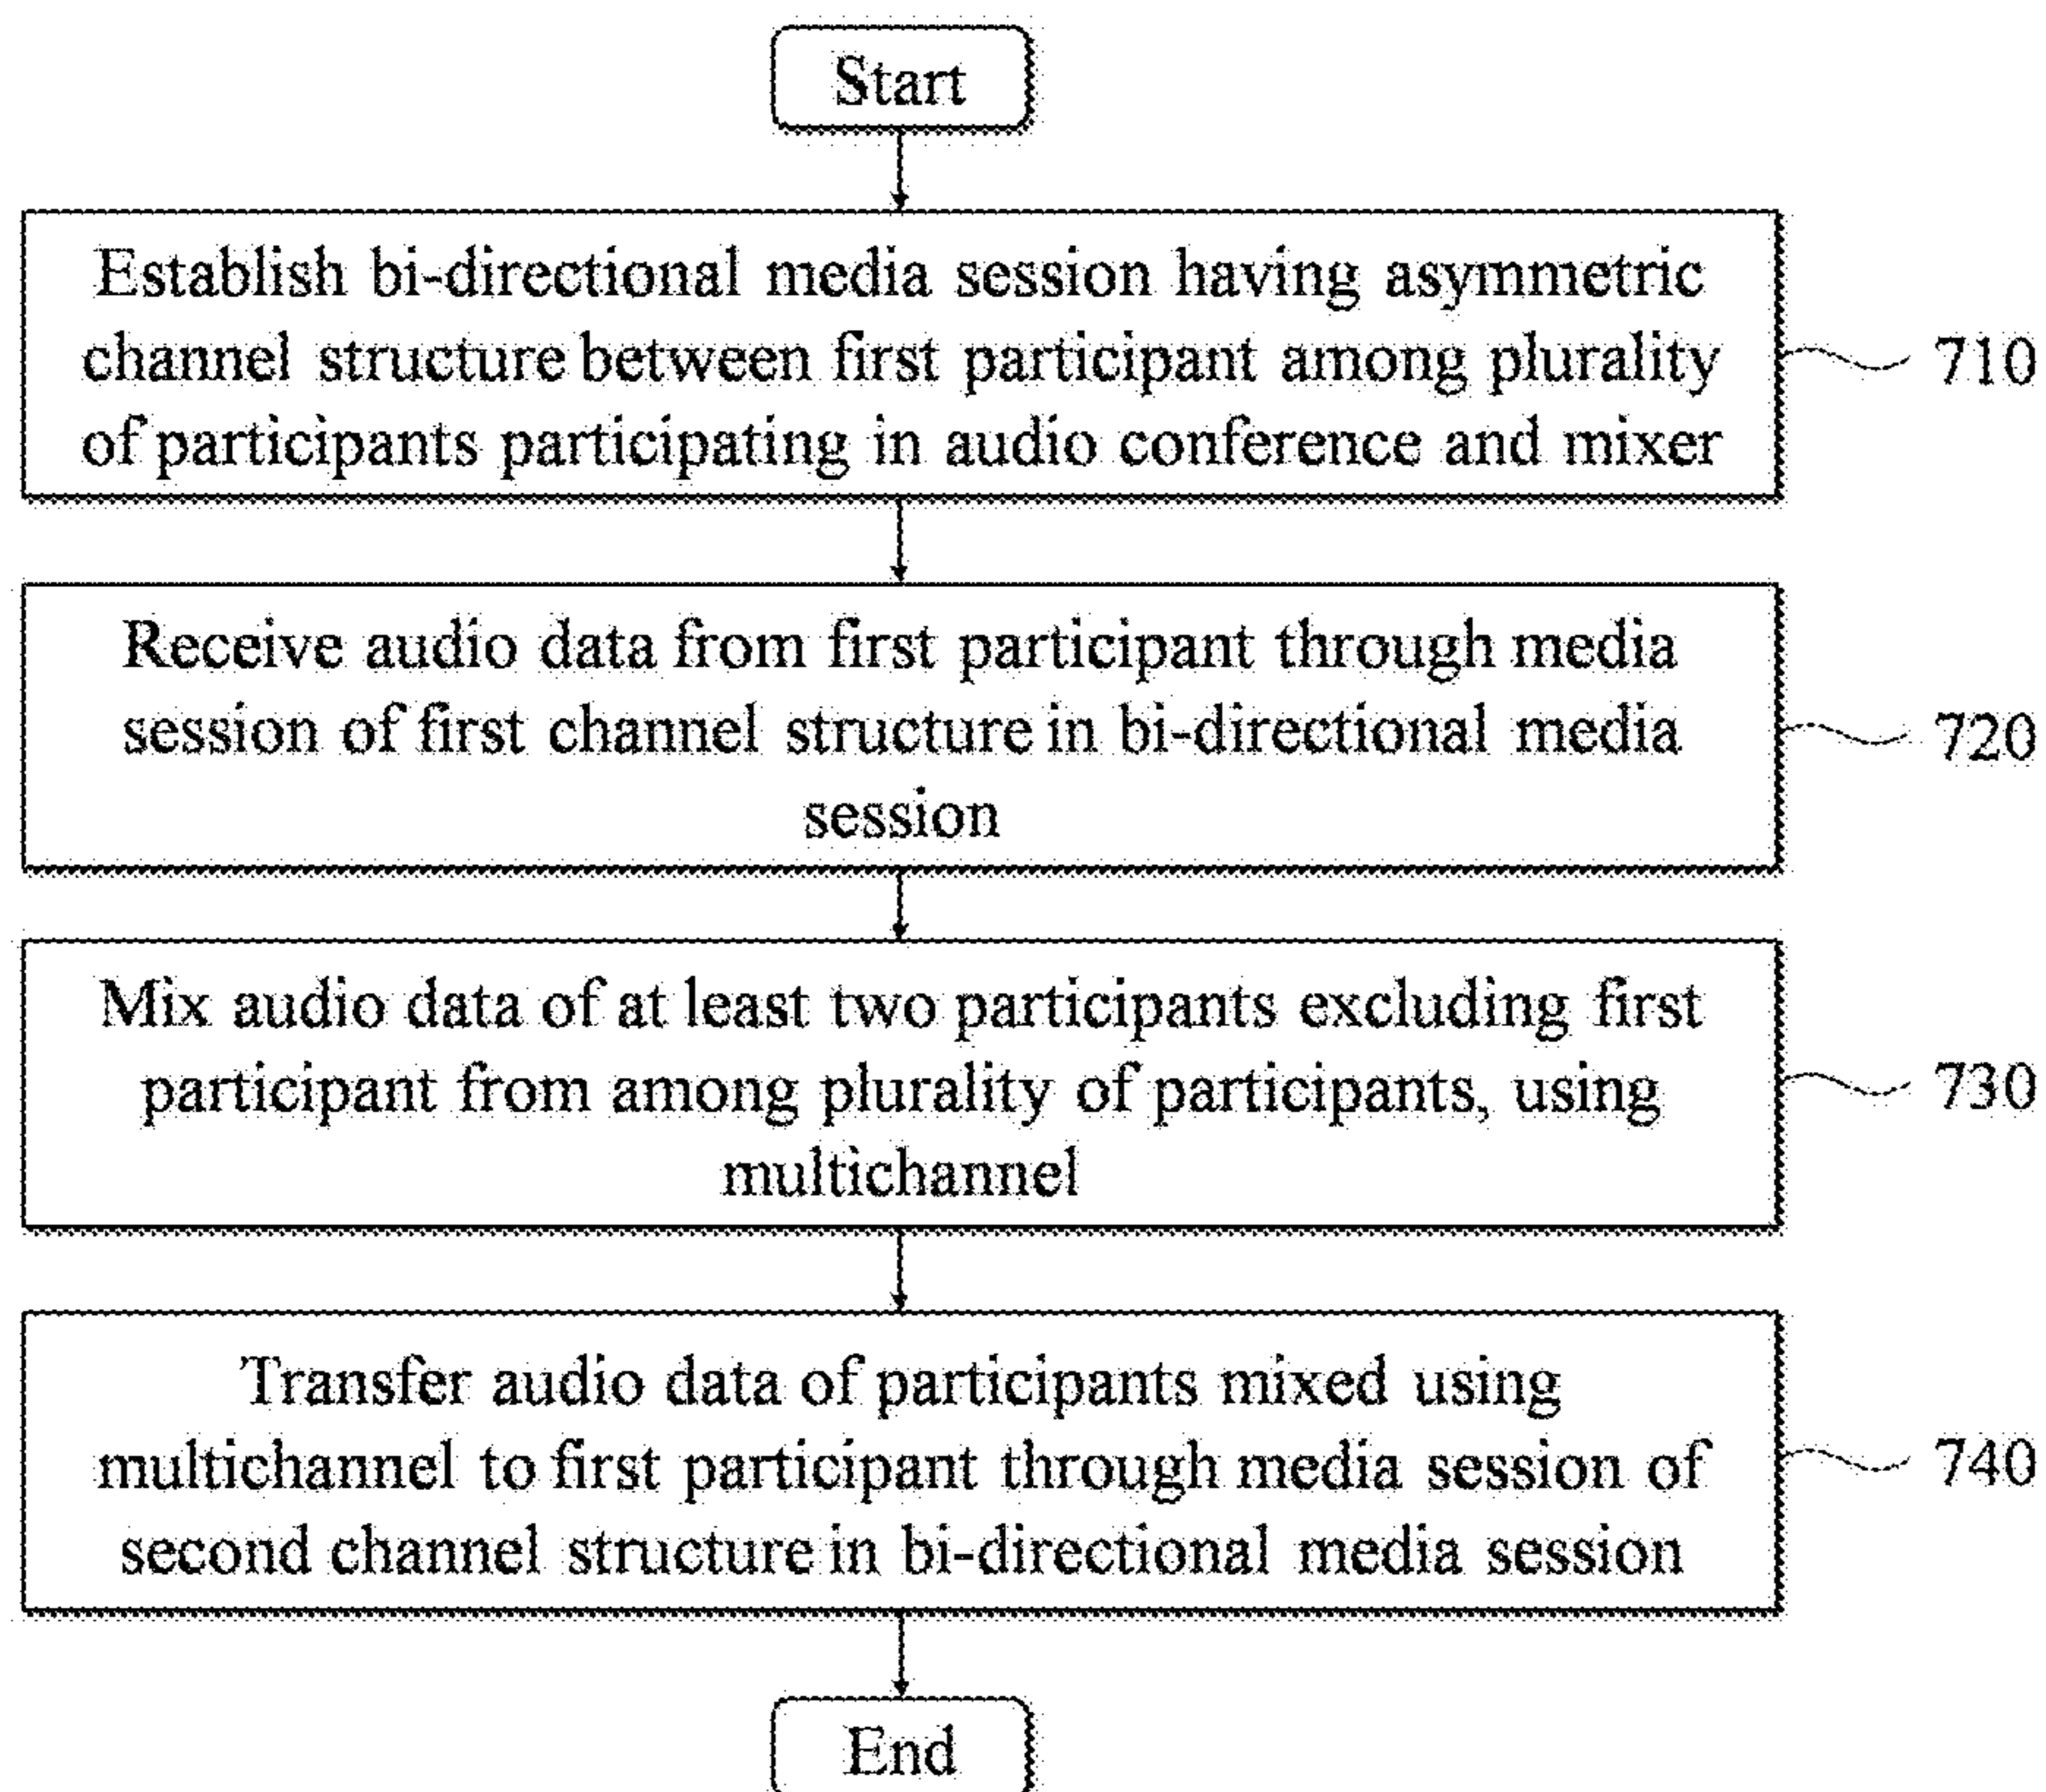 Start
Establish bi-directional media session having asymmetric
channel structure between first participant among plurality
of participants participating in audio conference and mixer
710
Receive audio data from first participant through media
session of first channel structure in bi-directional media
session
720
Mix audio data of at least two participants excluding first
participant from among plurality of participants, using
multichannel
730
Transfer audio data of participants mixed using
multichannel to first participant through media session of
second channel structure in bi-directional media session
740
End